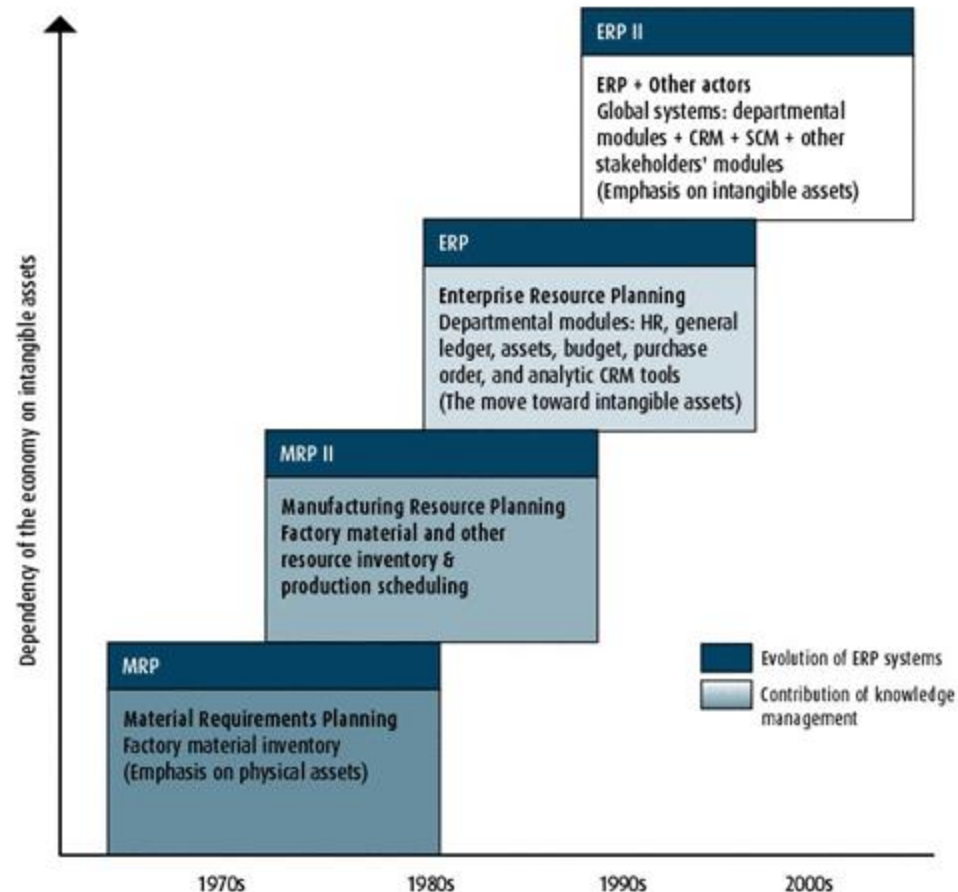 ERP II
ERP + Other actors
Global systems: departmental
modules + CRM + SCM + other
stakeholders' modules
(Emphasis on intangible assets)
ERP
Enterprise Resource Planning
Departmental modules: HR, general
ledger, assets, budget, purchase
order, and analytic CRM tools
(The move toward intangible assets)
MRP II
Manufacturing Resource Planning
Factory material and other
resource inventory &
production scheduling
MRP
Material Requirements Planning
Factory material inventory
(Emphasis on physical assets)
Dependency of the economy on intangible assets
Evolution of ERP systems
Contribution of knowledge
management
1970s 1980s 1990s 2000s